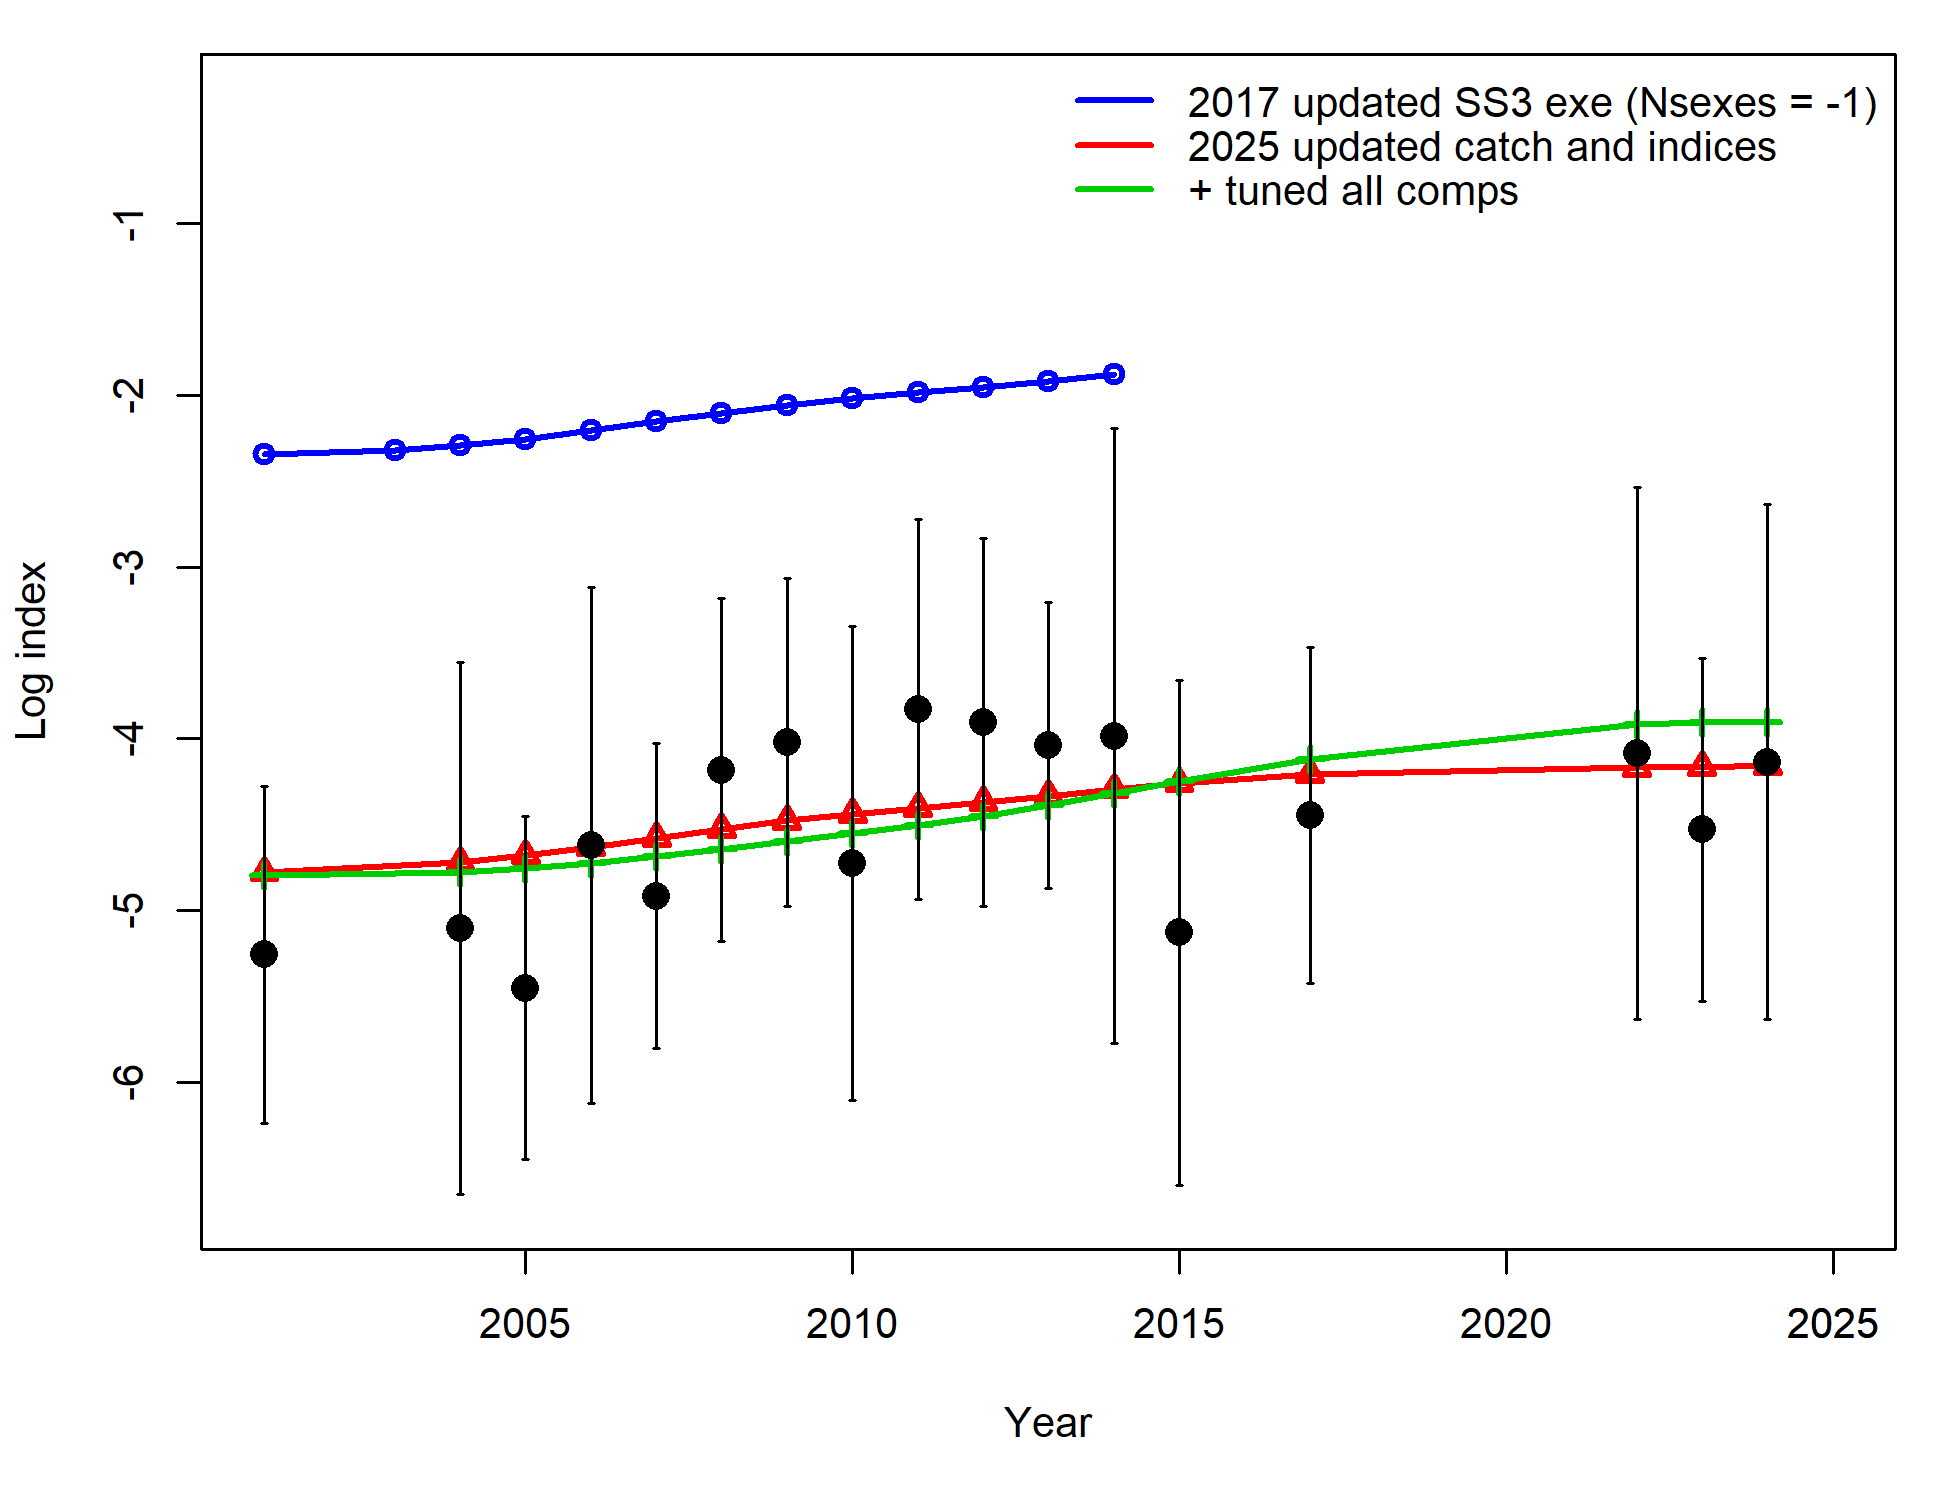 2017 updated SS3 exe (Nsexes = -1)
2025 updated catch and indices
+ tuned all comps
-1
-2
-3
-4
-5
-6
Log index
2005 2010 2015 2020 2025
Year